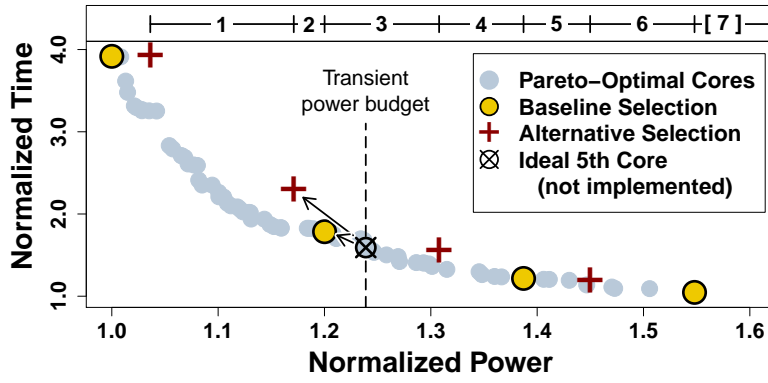 1 2 3 4 5 6 [ 7 ]
Normalized Time
4.0
3.0
2.0
1.0
Transient
power budget
Pareto−Optimal Cores
Baseline Selection
Alternative Selection
Ideal 5th Core
(not implemented)
1.0 1.1 1.2 1.3 1.4 1.5 1.6
Normalized Power